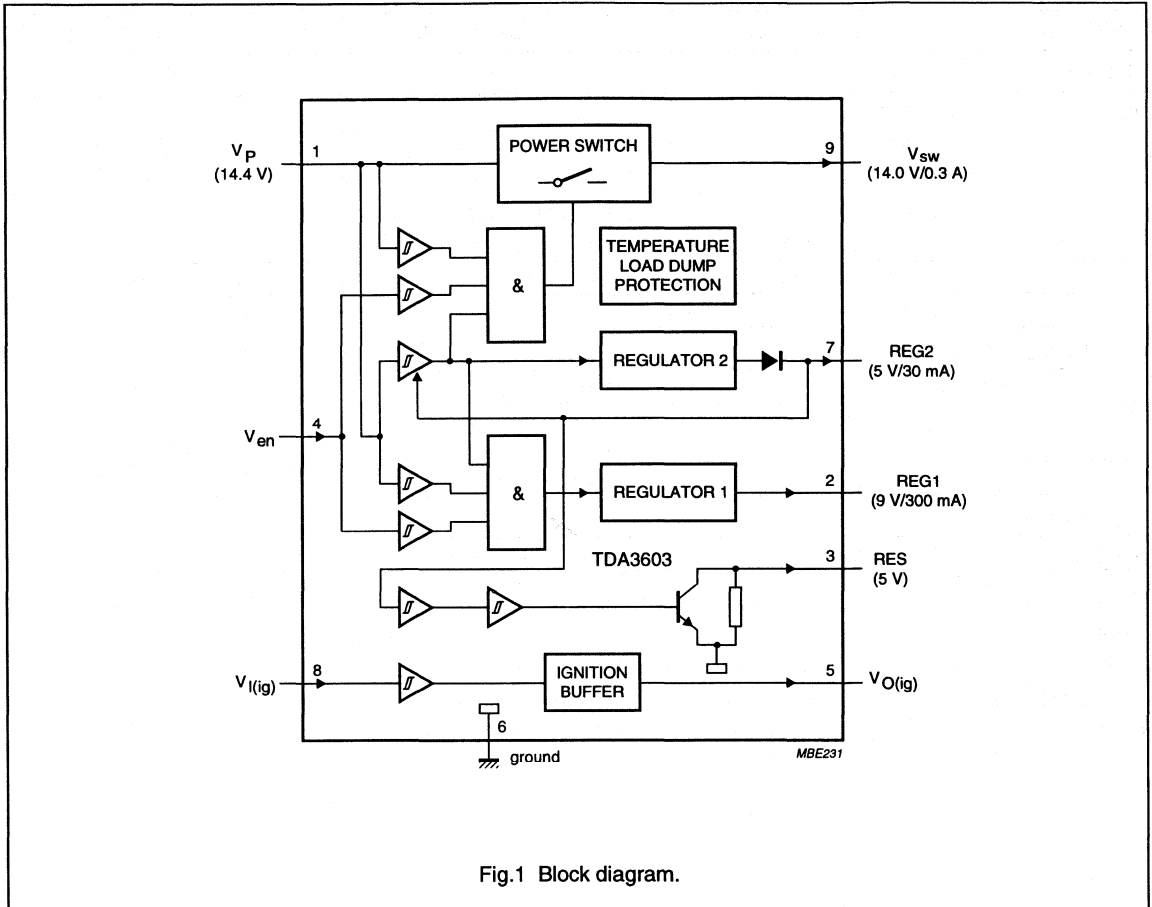 V_P
(14.4 V)
1
POWER SWITCH
9
V_sw
(14.0 V/0.3 A)
&
TEMPERATURE
LOAD DUMP
PROTECTION
REGULATOR 2
7
REG2
(5 V/30 mA)
V_en
4
&
REGULATOR 1
2
REG1
(9 V/300 mA)
TDA3603
3
RES
(5 V)
V_I(ig)
8
IGNITION
BUFFER
5
V_O(ig)
6
ground
MBE231
Fig.1 Block diagram.